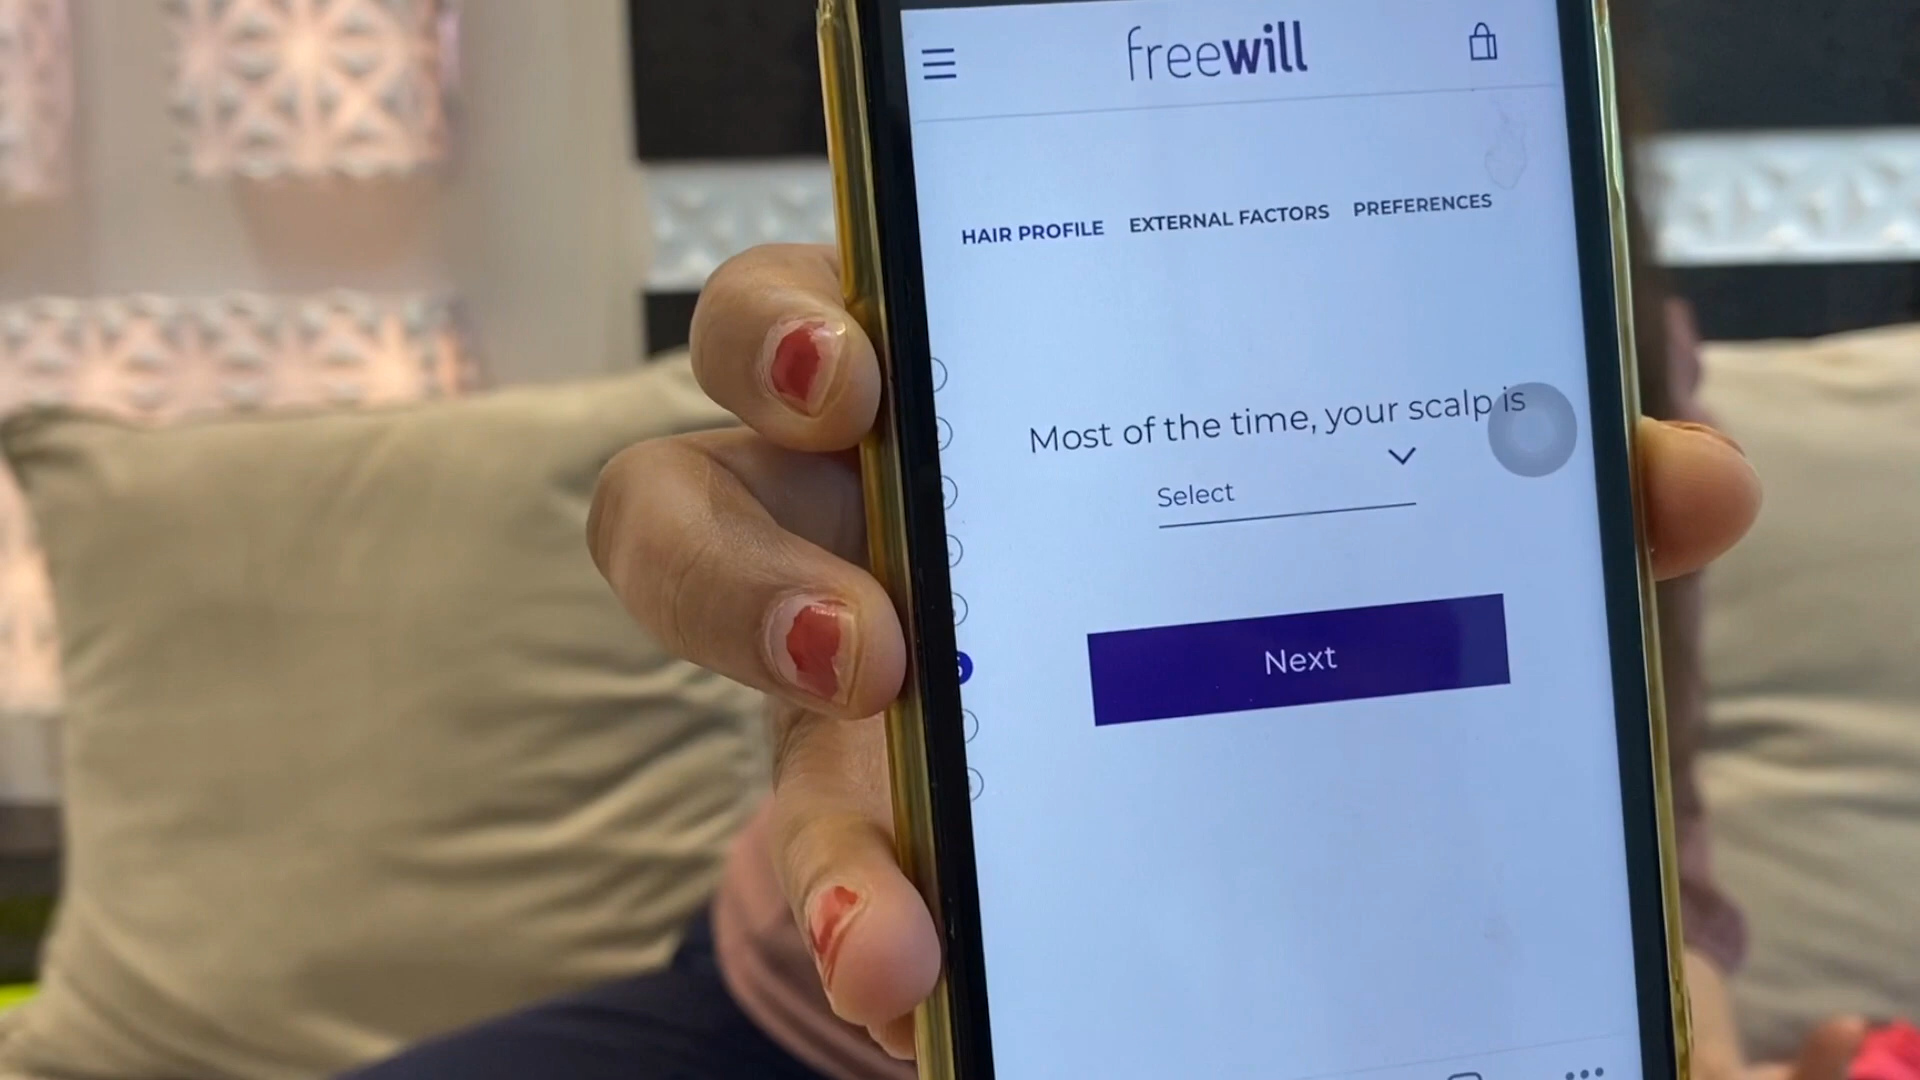 freewill
HAIR PROFILE EXTERNAL FACTORS PREFERENCES
Most of the time, your scalp is
Select
Next